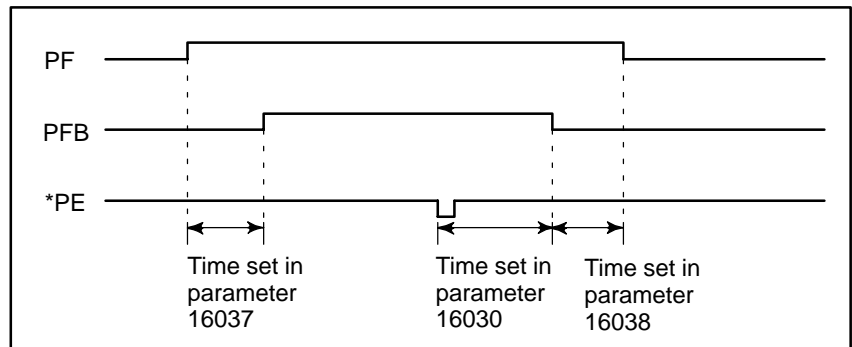 PF
PFB
*PE
Time set in
parameter
16037
Time set in
parameter
16030
Time set in
parameter
16038